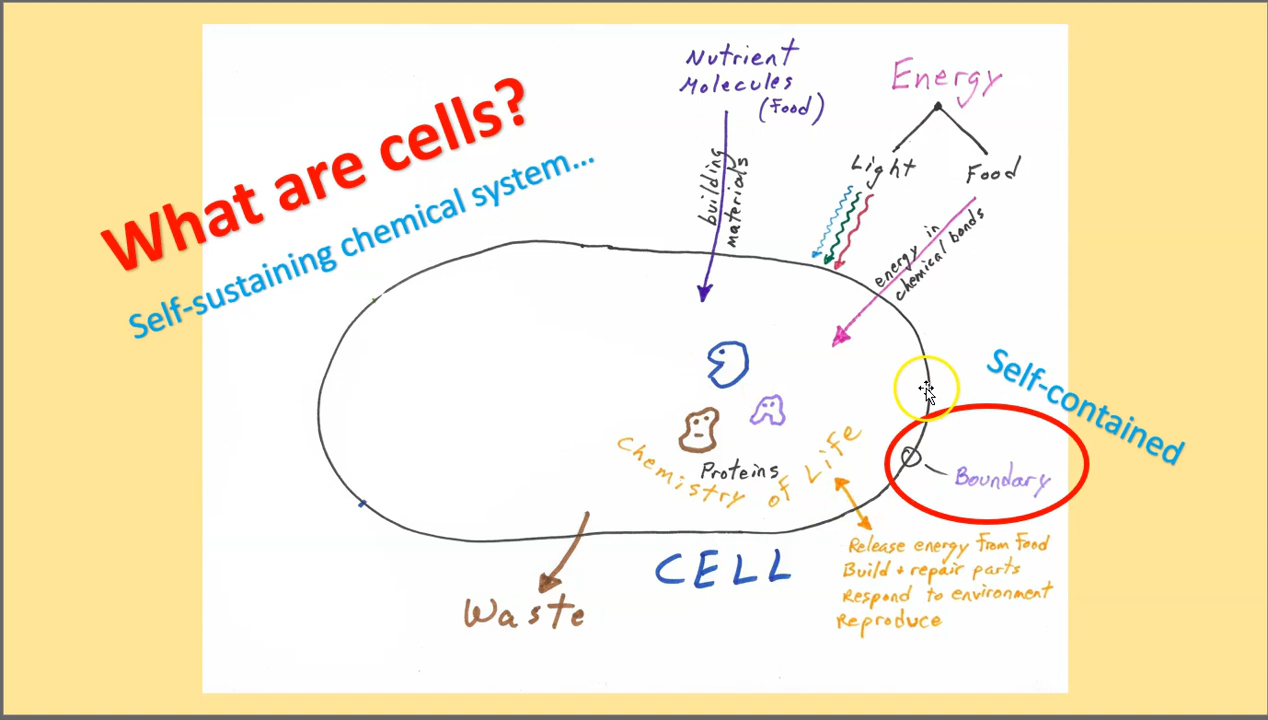 What are cells?
Self-sustaining chemical system...
Nutrient
Molecules
(Food)
building
materials
Energy
Light
Food
energy in
chemical bonds
Self-contained
Boundary
Proteins
Chemistry of Life
Release energy from Food
Build + repair parts
Respond to environment
Reproduce
CELL
Waste